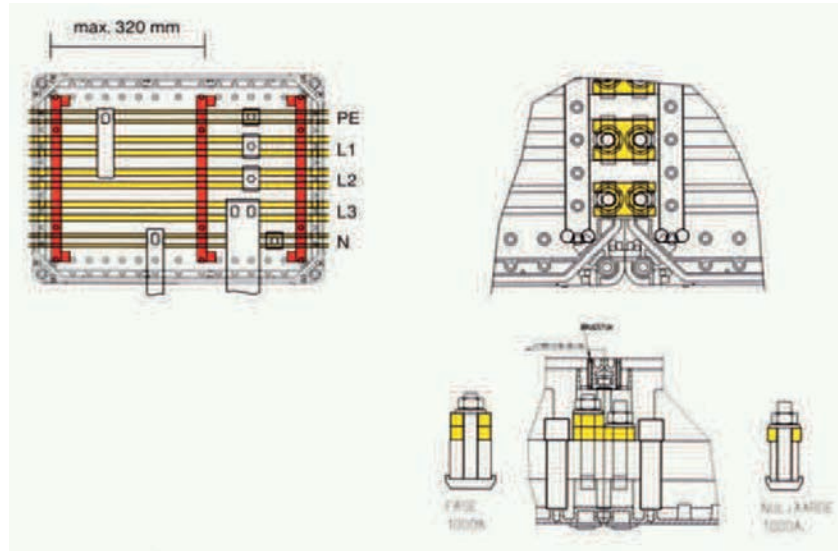 max. 320 mm
PE
L1
L2
L3
N
FASE
1000A
NUL/AARDE
1000A